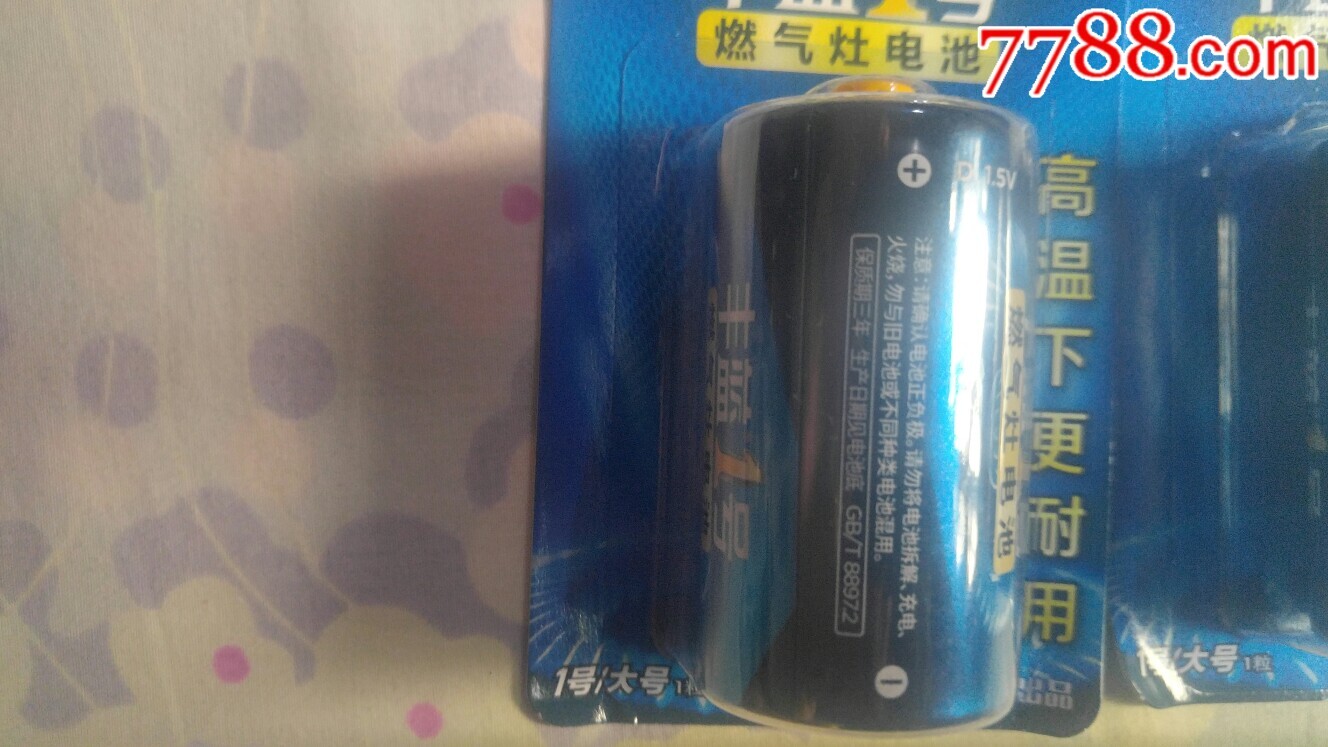 燃气灶电池
7788.com
D 1.5V
注意:请确认电池正负极。请勿将电池拆解、充电、
火烧,勿与旧电池或不同种类电池混用。
保质期三年 生产日期见电池底 GB/T 8897.2
丰蓝1号
燃气灶电池
高温下更耐用
1号/大号 1粒
1号/大号 1粒